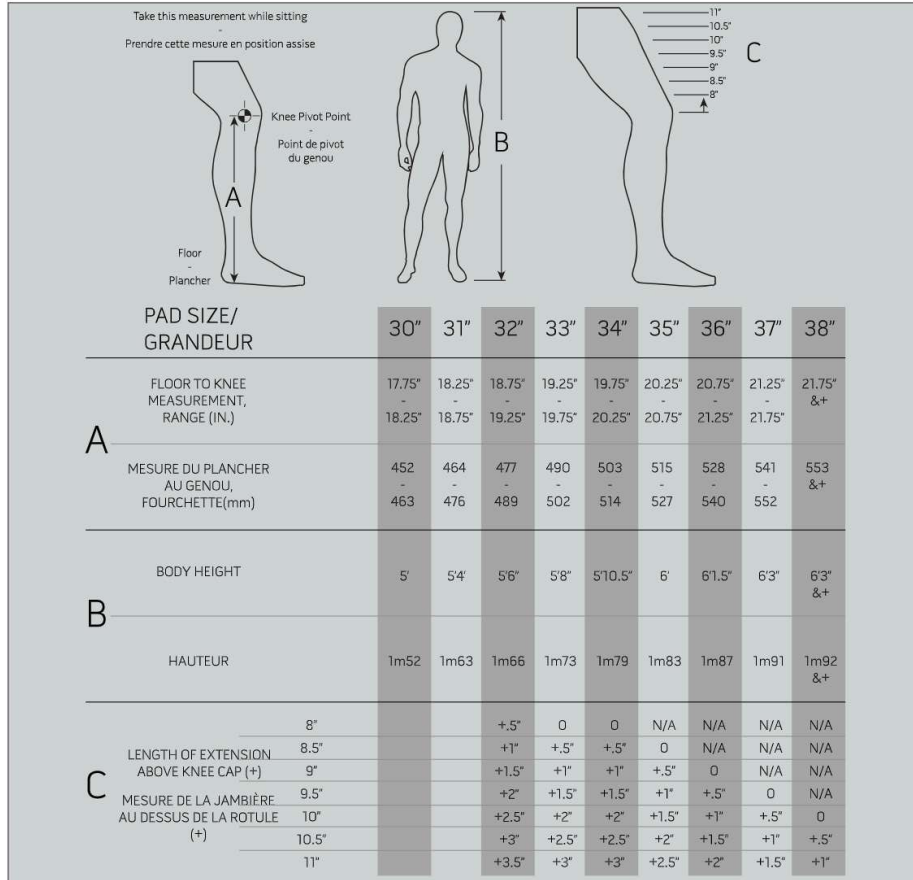 Take this measurement while sitting
-
Prendre cette mesure en position assise
Knee Pivot Point
-
Point de pivot
du genou
A
Floor
-
Plancher
B
11"
10.5"
10"
9.5"
9"
8.5"
8"
C
PAD SIZE/
GRANDEUR
30" 31" 32" 33" 34" 35" 36" 37" 38"
A
FLOOR TO KNEE
MEASUREMENT,
RANGE (IN.)
17.75" 18.25" 18.75" 19.25" 19.75" 20.25" 20.75" 21.25" 21.75"
- - - - - - - - &+
18.25" 18.75" 19.25" 19.75" 20.25" 20.75" 21.25" 21.75"
MESURE DU PLANCHER
AU GENOU,
FOURCHETTE(mm)
452 464 477 490 503 515 528 541 553
- - - - - - - - &+
463 476 489 502 514 527 540 552
B
BODY HEIGHT
5' 5'4' 5'6" 5'8" 5'10.5" 6' 6'1.5" 6'3" 6'3"
&+
HAUTEUR
1m52 1m63 1m66 1m73 1m79 1m83 1m87 1m91 1m92
&+
C
LENGTH OF EXTENSION
ABOVE KNEE CAP (+)
MESURE DE LA JAMBIÈRE
AU DESSUS DE LA ROTULE
(+)
8" +.5" 0 0 N/A N/A N/A N/A
8.5" +1" +.5" +.5" 0 N/A N/A N/A
9" +1.5" +1" +1" +.5" 0 N/A N/A
9.5" +2" +1.5" +1.5" +1" +.5" 0 N/A
10" +2.5" +2" +2" +1.5" +1" +.5" 0
10.5" +3" +2.5" +2.5" +2" +1.5" +1" +.5"
11" +3.5" +3" +3" +2.5" +2" +1.5" +1"